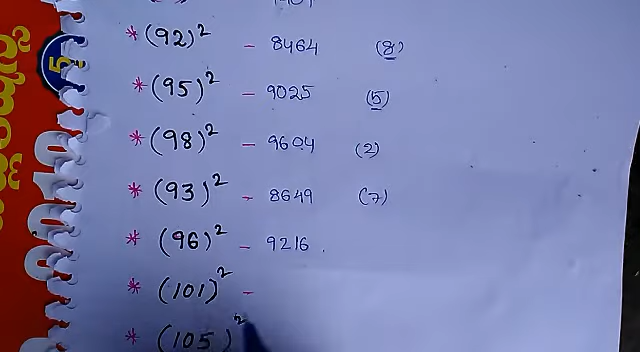 * (92)² - 8464 (8)
* (95)² - 9025 (5)
* (98)² - 9604 (2)
* (93)² - 8649 (7)
* (96)² - 9216
* (101)² -
* (105)²